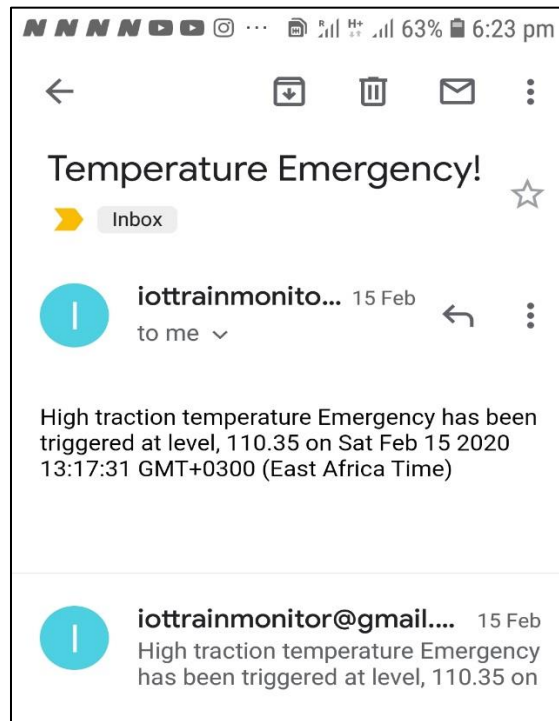 R H+ 63% 6:23 pm
Temperature Emergency!
Inbox
I
iottrainmonito... 15 Feb
to me
High traction temperature Emergency has been
triggered at level, 110.35 on Sat Feb 15 2020
13:17:31 GMT+0300 (East Africa Time)
I
iottrainmonitor@gmail.... 15 Feb
High traction temperature Emergency
has been triggered at level, 110.35 on